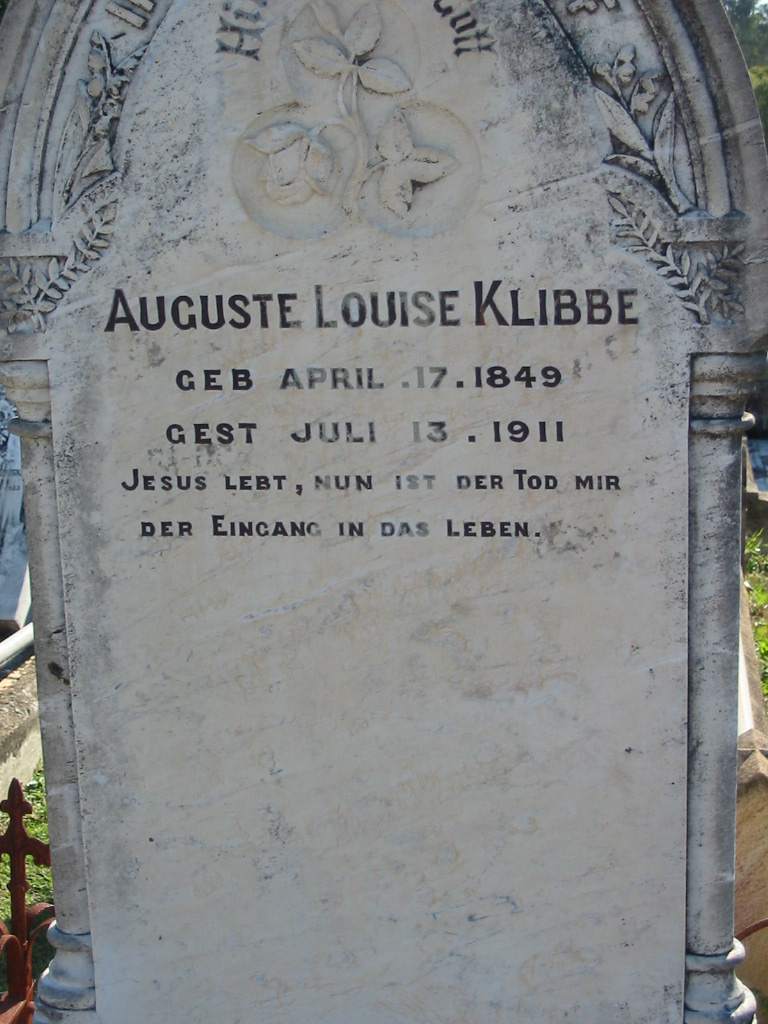 AUGUSTE LOUISE KLIBBE
GEB APRIL .17.1849
GEST JULI 13.1911
JESUS LEBT, NUN IST DER TOD MIR
DER EINGANG IN DAS LEBEN.